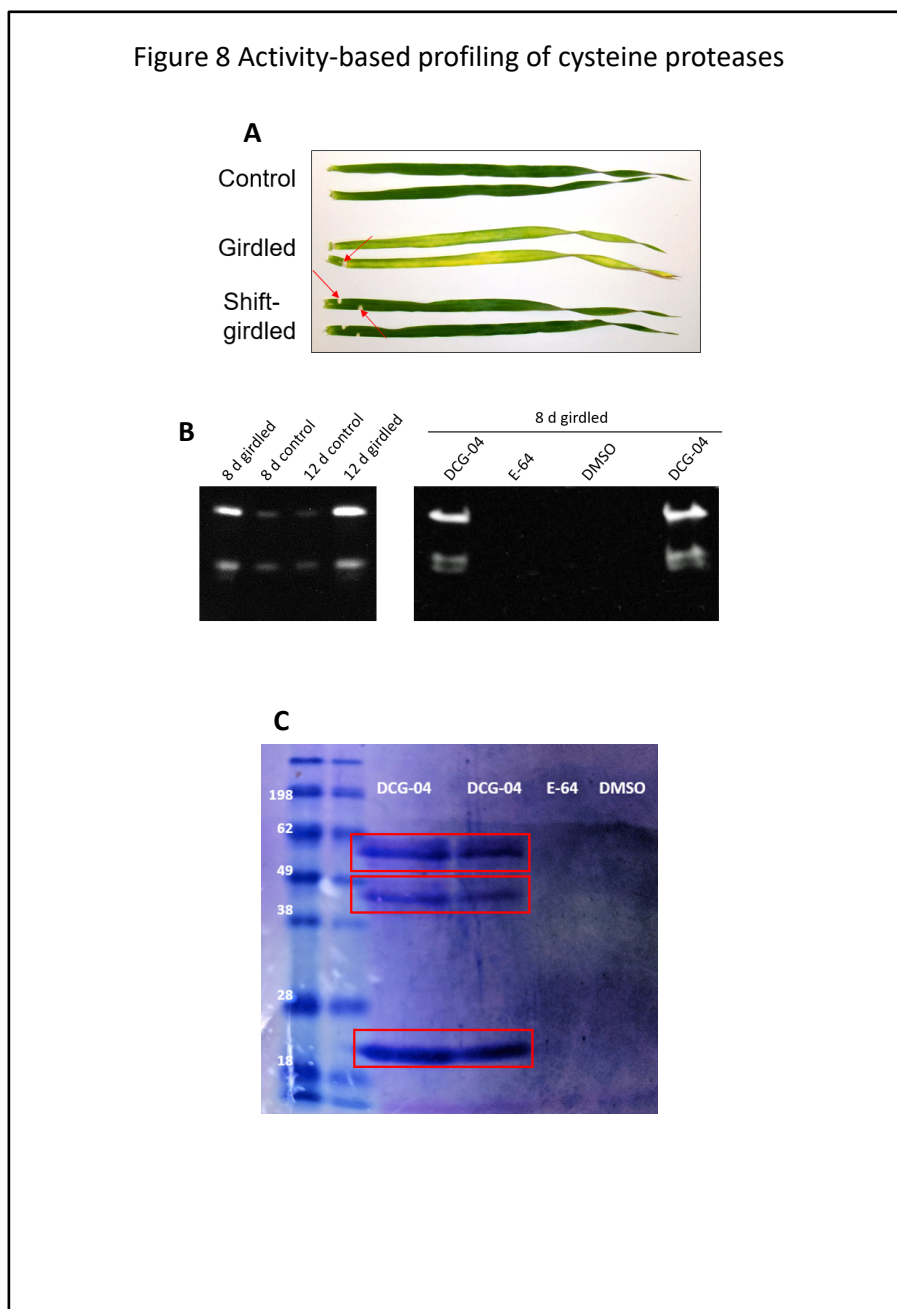 Figure 8 Activity-based profiling of cysteine proteases
A
Control
Girdled
Shift-
girdled
B
8 d girdled
8 d control
12 d control
12 d girdled
8 d girdled
DCG-04
E-64
DMSO
DCG-04
C
DCG-04 DCG-04 E-64 DMSO
198
62
49
38
28
18